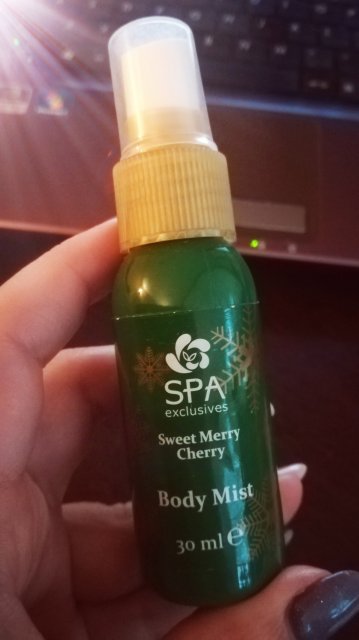 SPA
exclusives
Sweet Merry
Cherry
Body Mist
30 ml ℮